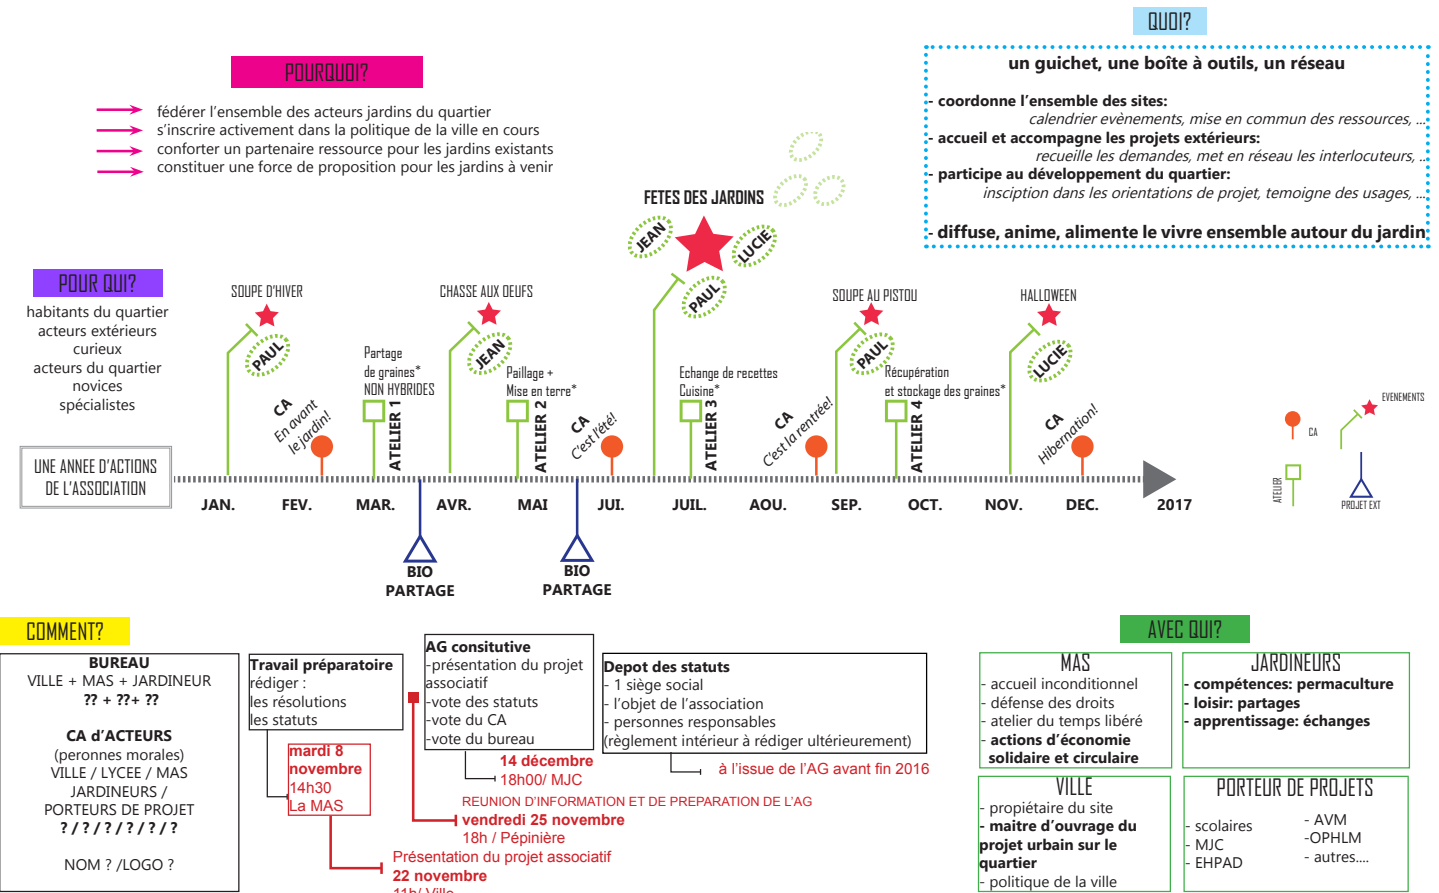 QUOI?
un guichet, une boîte à outils, un réseau
- coordonne l'ensemble des sites:
calendrier evènements, mise en commun des ressources, ...
- accueil et accompagne les projets extérieurs:
recueille les demandes, met en réseau les interlocuteurs, ..
- participe au développement du quartier:
insciption dans les orientations de projet, temoigne des usages, ...
- diffuse, anime, alimente le vivre ensemble autour du jardin
POURQUOI?
fédérer l'ensemble des acteurs jardins du quartier
s'inscrire activement dans la politique de la ville en cours
conforter un partenaire ressource pour les jardins existants
constituer une force de proposition pour les jardins à venir
POUR QUI?
habitants du quartier
acteurs extérieurs
curieux
acteurs du quartier
novices
spécialistes
UNE ANNEE D'ACTIONS
DE L'ASSOCIATION
SOUPE D'HIVER
PAUL
CA
En avant
le jardin!
Partage
de graines*
NON HYBRIDES
ATELIER 1
CHASSE AUX OEUFS
JEAN
Paillage +
Mise en terre*
ATELIER 2
CA
C'est l'été!
FETES DES JARDINS
JEAN
LUCIE
PAUL
Echange de recettes
Cuisine*
ATELIER 3
CA
C'est la rentrée!
SOUPE AU PISTOU
PAUL
Récupération
et stockage des graines*
ATELIER 4
HALLOWEEN
LUCIE
CA
Hibernation!
JAN.
FEV.
MAR.
AVR.
MAI
JUI.
JUIL.
AOU.
SEP.
OCT.
NOV.
DEC.
2017
BIO
PARTAGE
BIO
PARTAGE
CA
EVENEMENTS
ATELIER
PROJET EXT
COMMENT?
BUREAU
VILLE + MAS + JARDINEUR
?? + ??+ ??
CA d'ACTEURS
(peronnes morales)
VILLE / LYCEE / MAS
JARDINEURS /
PORTEURS DE PROJET
? / ? / ? / ? / ? / ?
NOM ? /LOGO ?
Travail préparatoire
rédiger :
les résolutions
les statuts
mardi 8
novembre
14h30
La MAS
AG consitutive
-présentation du projet
associatif
-vote des statuts
-vote du CA
-vote du bureau
14 décembre
18h00/ MJC
REUNION D'INFORMATION ET DE PREPARATION DE L'AG
vendredi 25 novembre
18h / Pépinière
Présentation du projet associatif
22 novembre
11h/ Ville
Depot des statuts
- 1 siège social
- l'objet de l'association
- personnes responsables
(règlement intérieur à rédiger ultérieurement)
à l'issue de l'AG avant fin 2016
AVEC QUI?
MAS
- accueil inconditionnel
- défense des droits
- atelier du temps libéré
- actions d'économie
solidaire et circulaire
JARDINEURS
- compétences: permaculture
- loisir: partages
- apprentissage: échanges
VILLE
- propiétaire du site
- maitre d'ouvrage du
projet urbain sur le
quartier
- politique de la ville
PORTEUR DE PROJETS
- scolaires
- MJC
- EHPAD
- AVM
-OPHLM
- autres....